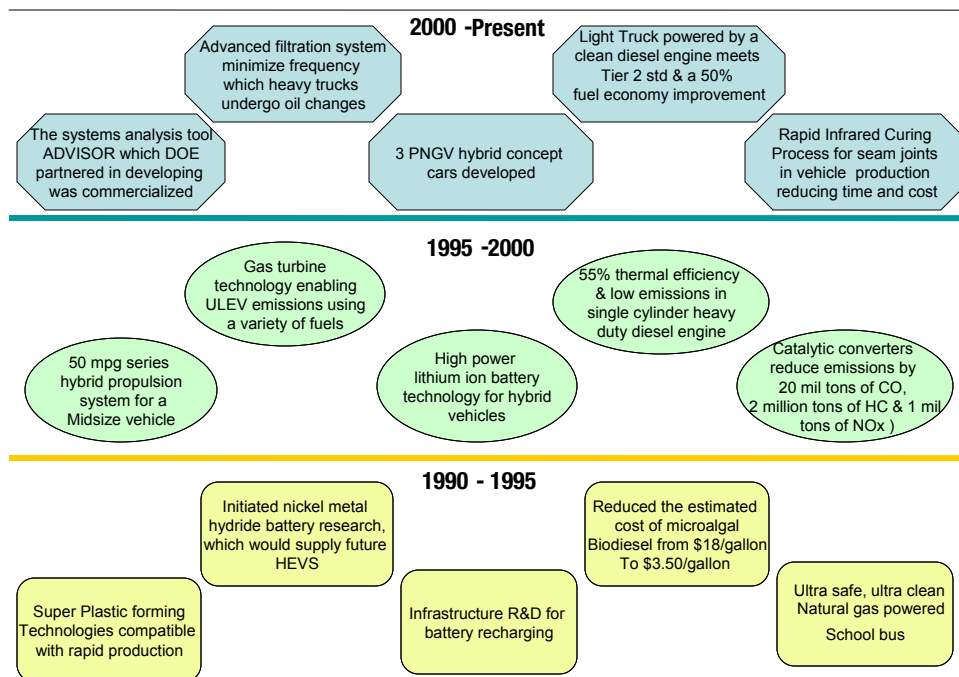 2000 -Present
Advanced filtration system
minimize frequency
which heavy trucks
undergo oil changes
Light Truck powered by a
clean diesel engine meets
Tier 2 std & a 50%
fuel economy improvement
The systems analysis tool
ADVISOR which DOE
partnered in developing
was commercialized
3 PNGV hybrid concept
cars developed
Rapid Infrared Curing
Process for seam joints
in vehicle production
reducing time and cost
1995 -2000
Gas turbine
technology enabling
ULEV emissions using
a variety of fuels
55% thermal efficiency
& low emissions in
single cylinder heavy
duty diesel engine
50 mpg series
hybrid propulsion
system for a
Midsize vehicle
High power
lithium ion battery
technology for hybrid
vehicles
Catalytic converters
reduce emissions by
20 mil tons of CO,
2 million tons of HC & 1 mil
tons of NOx )
1990 - 1995
Initiated nickel metal
hydride battery research,
which would supply future
HEVS
Reduced the estimated
cost of microalgal
Biodiesel from $18/gallon
To $3.50/gallon
Super Plastic forming
Technologies compatible
with rapid production
Infrastructure R&D for
battery recharging
Ultra safe, ultra clean
Natural gas powered
School bus